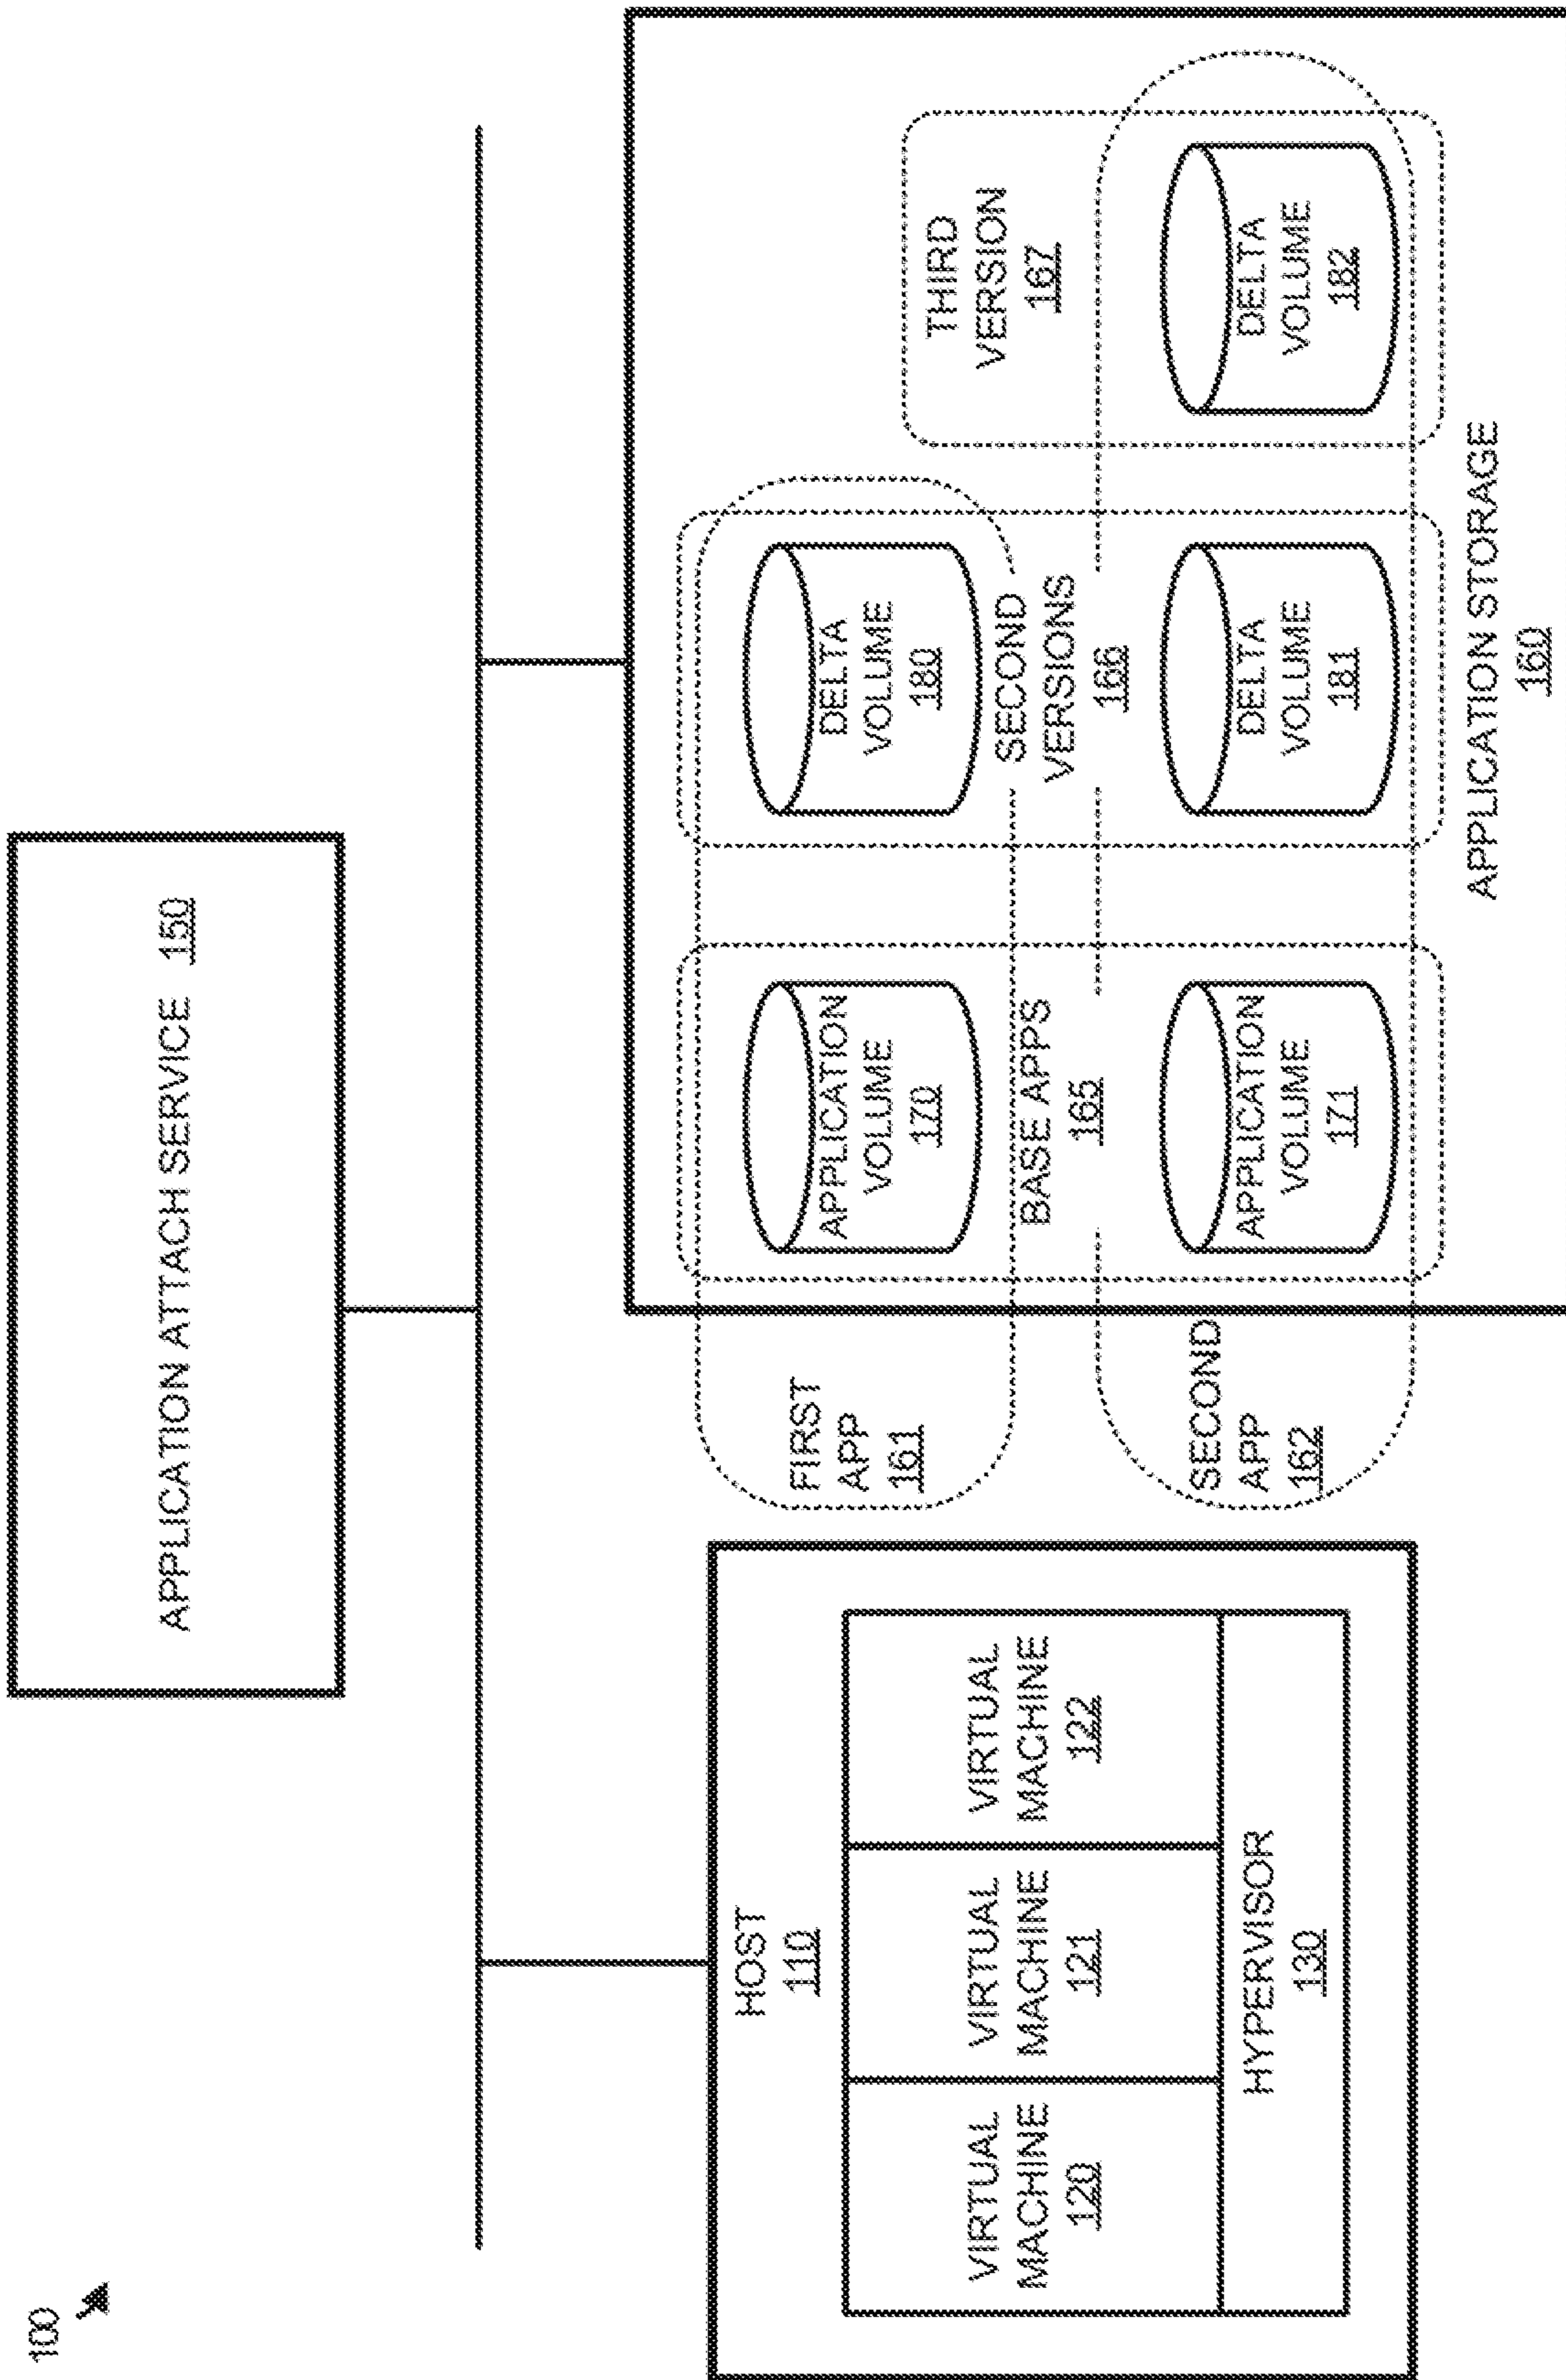 100
APPLICATION ATTACH SERVICE 150
HOST
110
VIRTUAL
MACHINE
120
VIRTUAL
MACHINE
121
VIRTUAL
MACHINE
122
HYPERVISOR
130
FIRST
APP
161
SECOND
APP
162
APPLICATION
VOLUME
170
BASE APPS
165
APPLICATION
VOLUME
171
DELTA
VOLUME
180
SECOND
VERSIONS
166
DELTA
VOLUME
181
THIRD
VERSION
167
DELTA
VOLUME
182
APPLICATION STORAGE
160